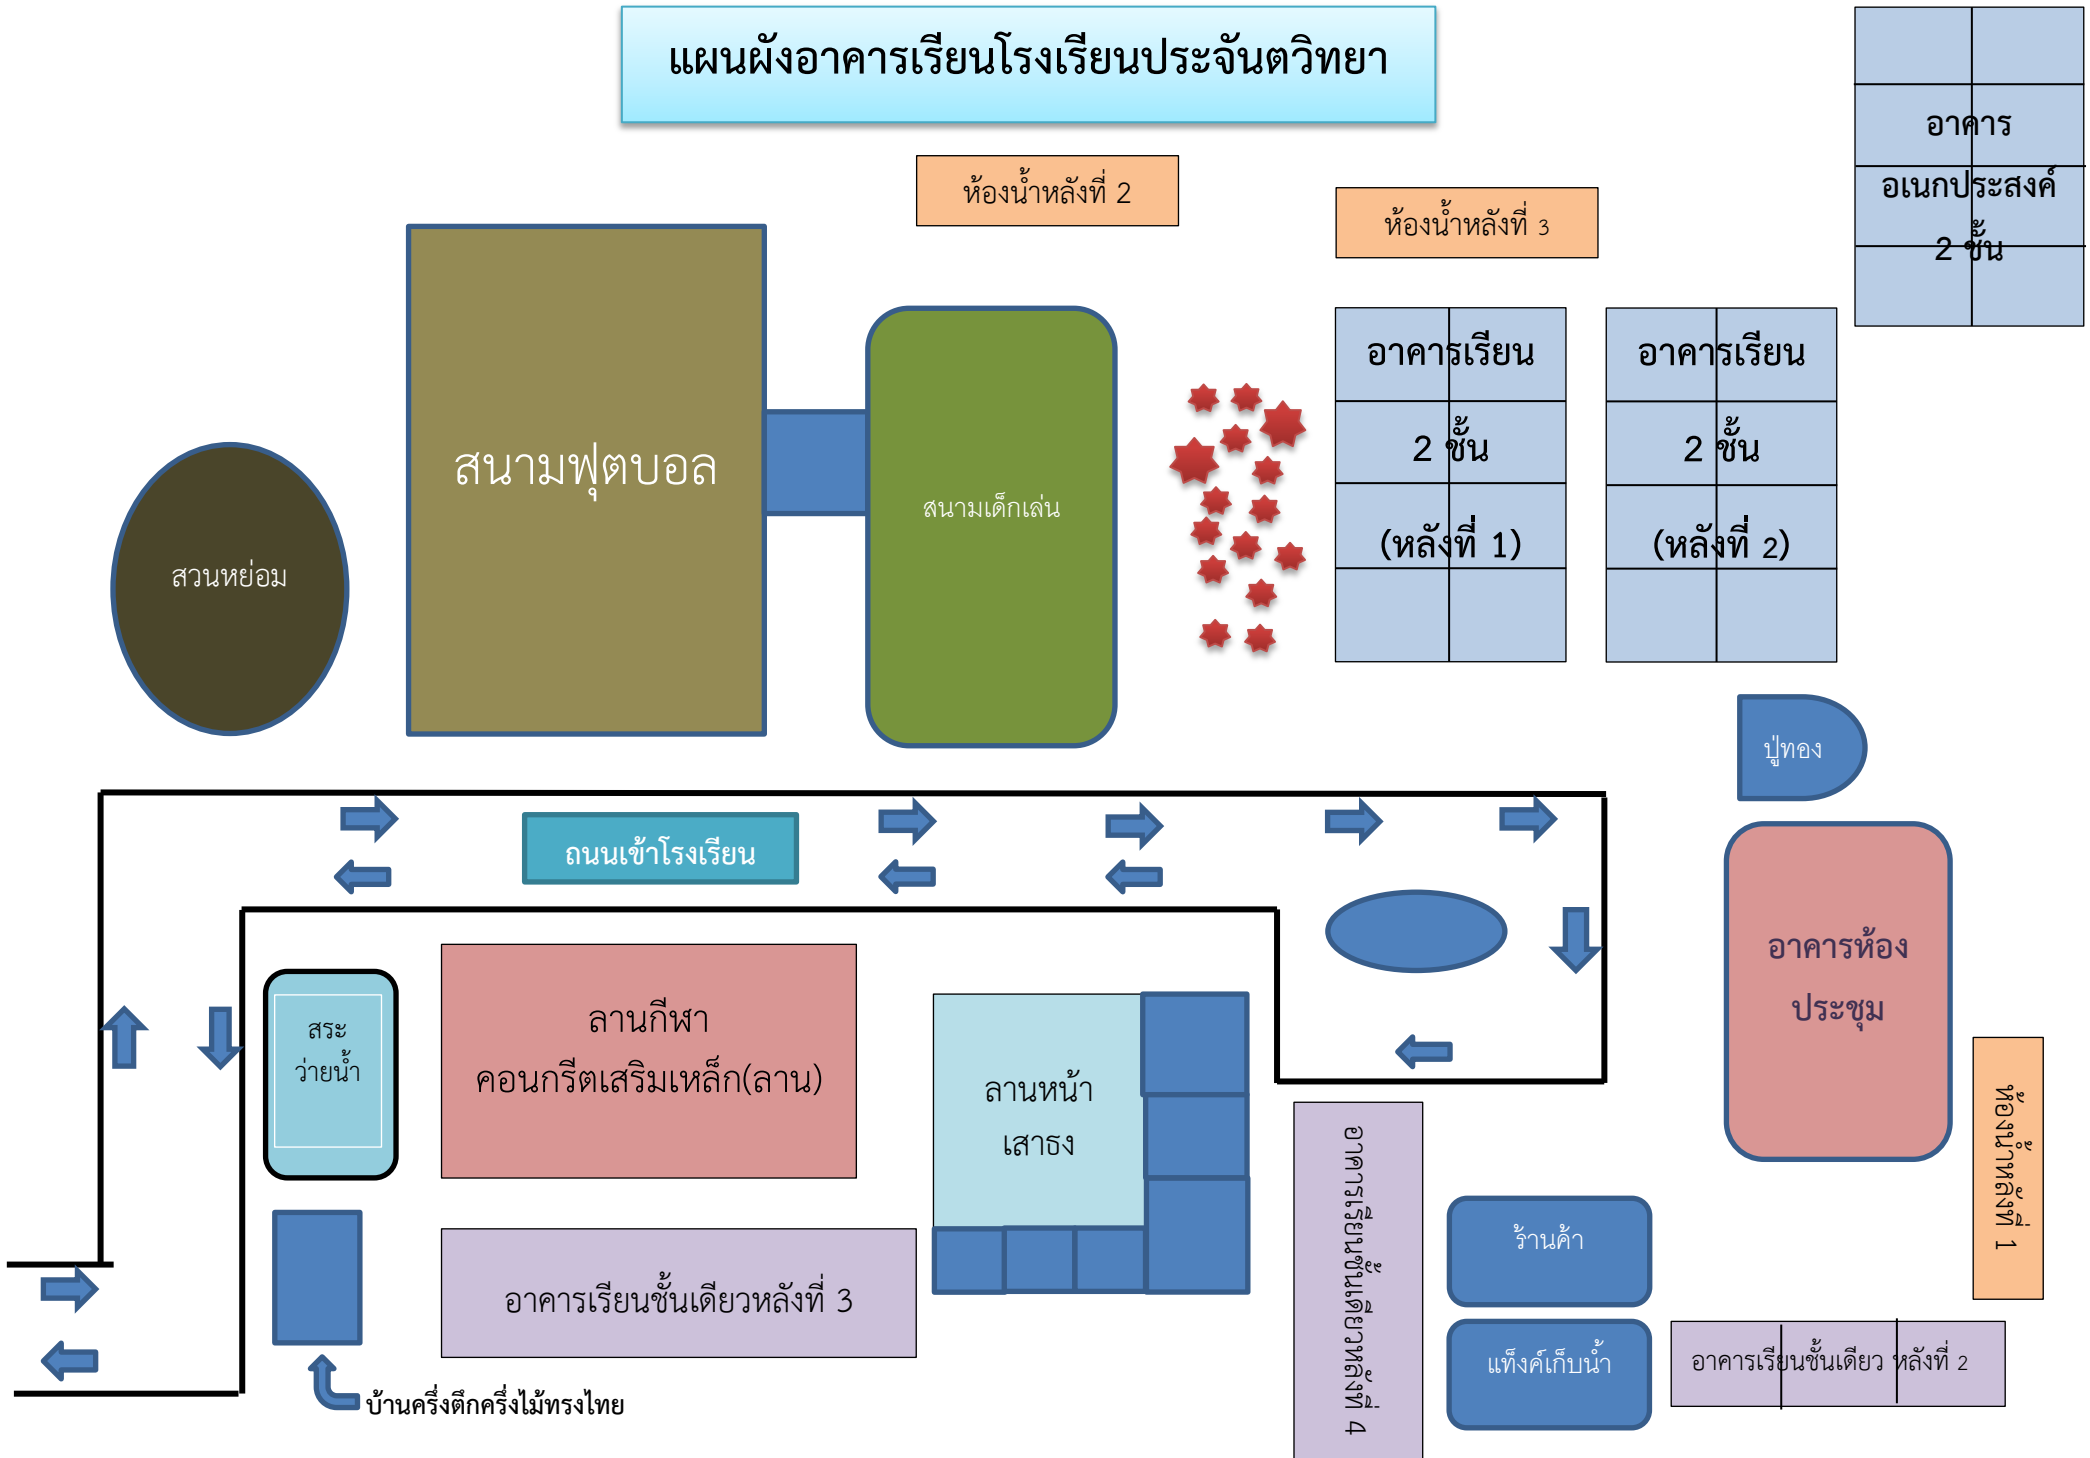 แผนผังอาคารเรียนโรงเรียนประจันตวิทยา
อาคาร
อเนกประสงค์
2 ชั้น
ห้องน้ำหลังที่ 2
ห้องน้ำหลังที่ 3
อาคารเรียน
2 ชั้น
(หลังที่ 1)
อาคารเรียน
2 ชั้น
(หลังที่ 2)
สนามฟุตบอล
สนามเด็กเล่น
สวนหย่อม
ปู่ทอง
ถนนเข้าโรงเรียน
อาคารห้อง
ประชุม
สระ
ว่ายน้ำ
ลานกีฬา
คอนกรีตเสริมเหล็ก(ลาน)
ลานหน้า
เสาธง
ห้องน้ำหลังที่ 1
อาคารเรียนชั้นเดียวหลังที่ 4
ร้านค้า
อาคารเรียนชั้นเดียวหลังที่ 3
แท็งค์เก็บน้ำ
อาคารเรียนชั้นเดียว หลังที่ 2
บ้านครึ่งตึกครึ่งไม้ทรงไทย